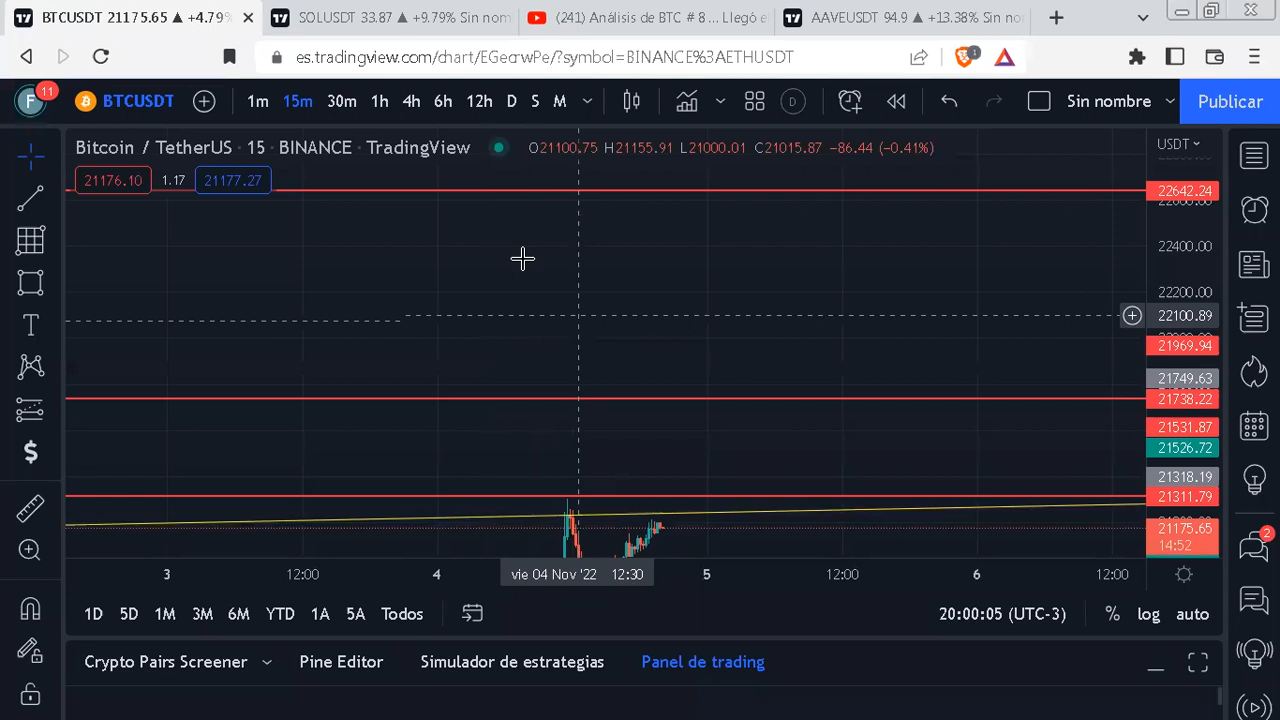 BTCUSDT 21175.65 ▲ +4.79%
SOLUSDT 33.87 ▲ +9.79% Sin nom
(241) Análisis de BTC # 8 ... Llegó e
AAVEUSDT 94.9 ▲ +13.38% Sin no
es.tradingview.com/chart/EGecrwPo/?symbol=BINANCE%3AETHUSDT
1
11
F
BTCUSDT
1m 15m 30m 1h 4h 6h 12h D S M
D
Sin nombre
Publicar
Bitcoin / TetherUS · 15 · BINANCE · TradingView
O21100.75 H21155.91 L21000.01 C21015.87 −86.44 (−0.41%)
USDT
21176.10
1.17
21177.27
22642.24
22600.00
22400.00
22200.00
22100.89
21969.94
21749.63
21738.22
21531.87
21526.72
21318.19
21311.79
21175.65
14:52
3
12:00
4
vie 04 Nov '22 12:30
5
12:00
6
12:00
1D 5D 1M 3M 6M YTD 1A 5A Todos
20:00:05 (UTC-3)
%
log
auto
2
Crypto Pairs Screener
Pine Editor
Simulador de estrategias
Panel de trading